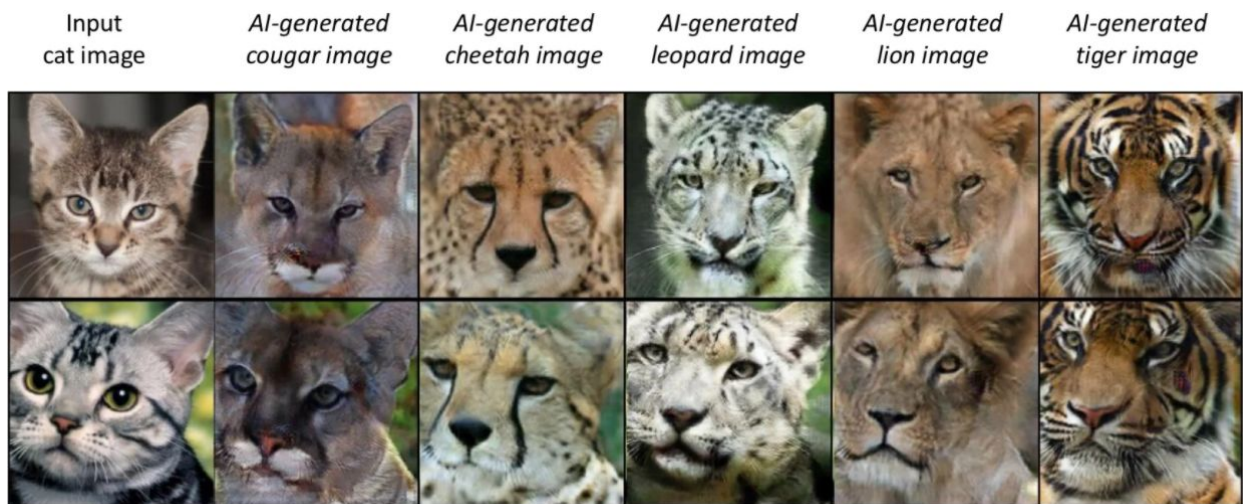 Input
cat image
AI-generated
cougar image
AI-generated
cheetah image
AI-generated
leopard image
AI-generated
lion image
AI-generated
tiger image